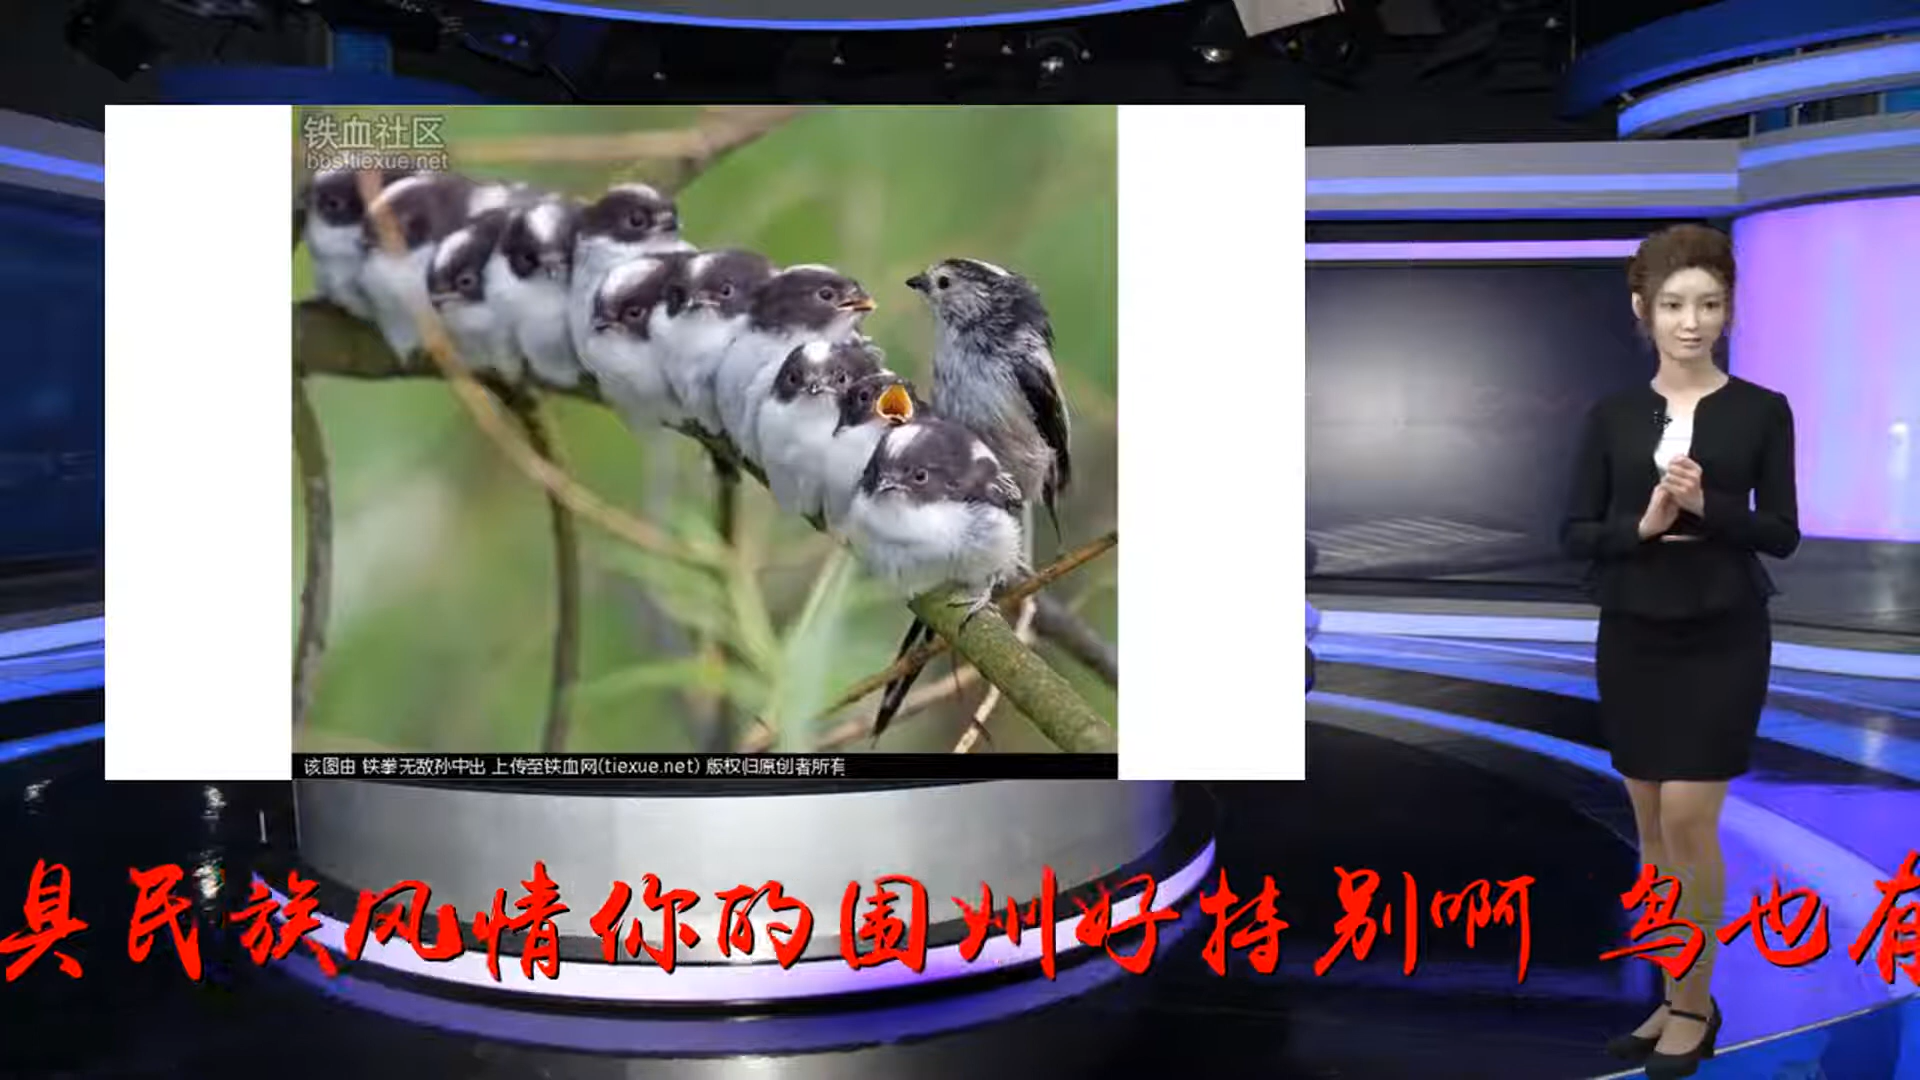 铁血社区
bbs.tiexue.net
该图由 铁拳无敌孙中出 上传至铁血网(tiexue.net) 版权归原创者所有
具民族风情你的围圳好特别啊 鸟也有